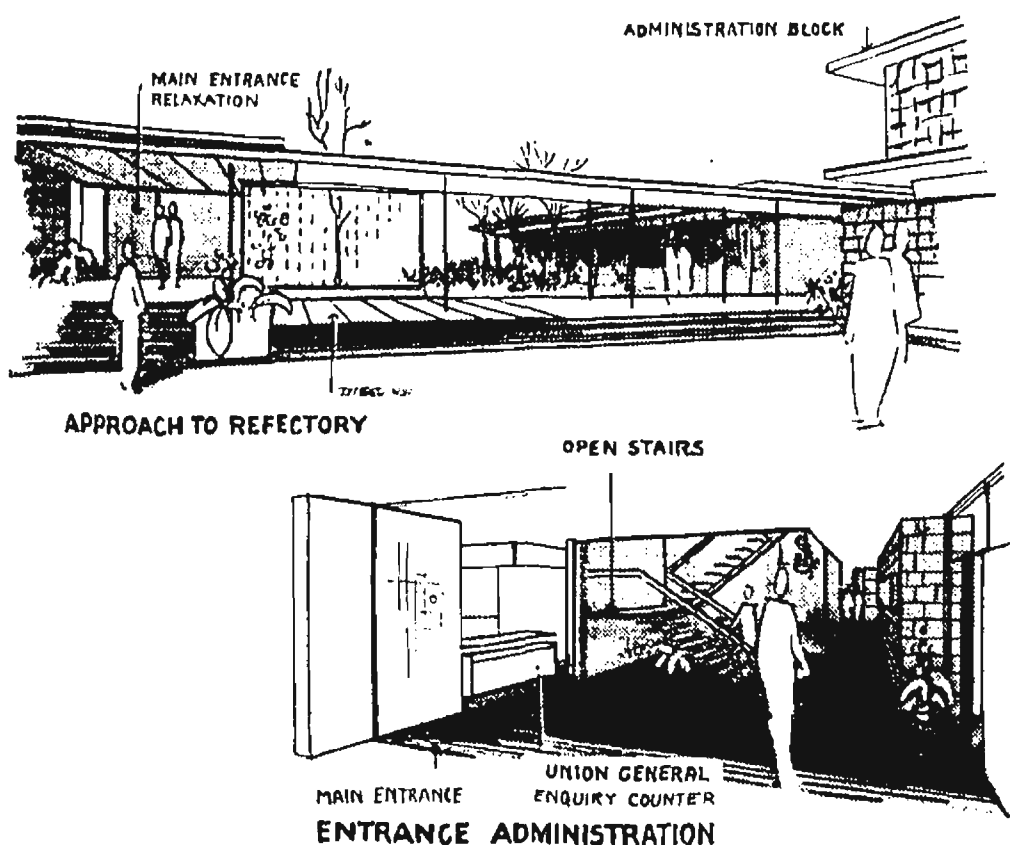 ADMINISTRATION BLOCK
MAIN ENTRANCE
RELAXATION
APPROACH TO REFECTORY
OPEN STAIRS
UNION GENERAL
ENQUIRY COUNTER
MAIN ENTRANCE
ENTRANCE ADMINISTRATION